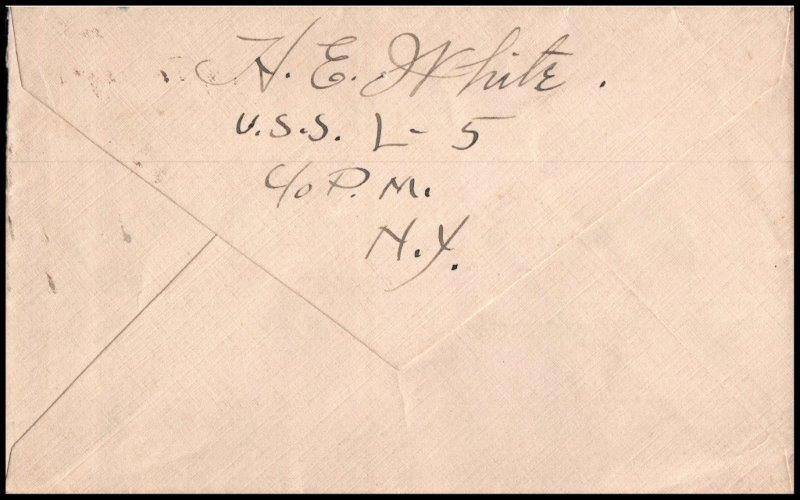 H. E. White.
U.S.S. L-5
c/o P.M.
N.Y.